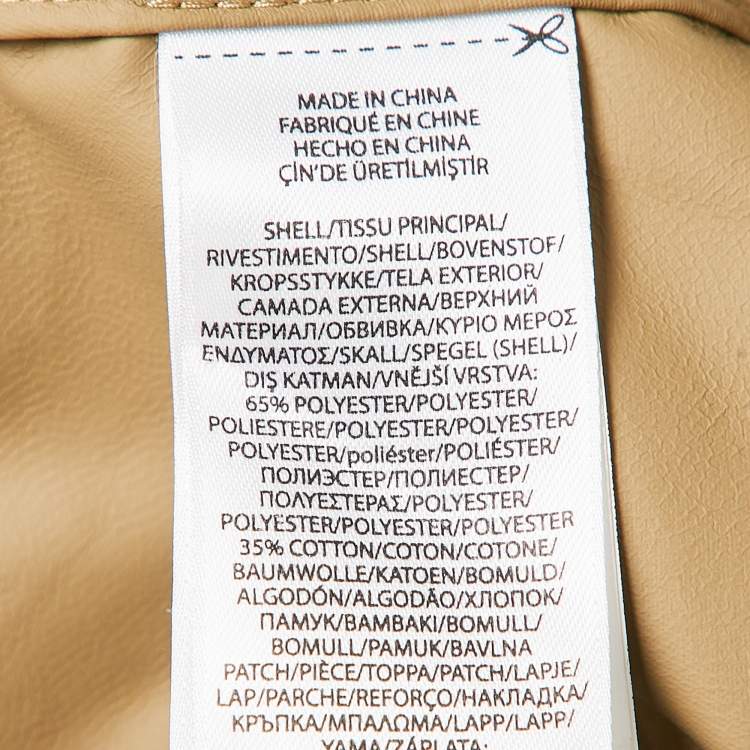 MADE IN CHINA
FABRIQUÉ EN CHINE
HECHO EN CHINA
ÇİN'DE ÜRETİLMİŞTİR
SHELL/TISSU PRINCIPAL/
RIVESTIMENTO/SHELL/BOVENSTOF/
KROPSSTYKKE/TELA EXTERIOR/
CAMADA EXTERNA/ВЕРХНИЙ
МАТЕРИАЛ/ОБВИВКА/ΚΥΡΙΟ ΜΕΡΟΣ
ΕΝΔΥΜΑΤΟΣ/SKALL/SPEGEL (SHELL)/
DIŞ KATMAN/VNĚJŠÍ VRSTVA:
65% POLYESTER/POLYESTER/
POLIESTERE/POLYESTER/POLYESTER/
POLYESTER/poliéster/POLIÉSTER/
ПОЛИЭСТЕР/ПОЛИЕСТЕР/
ΠΟΛΥΕΣΤΕΡΑΣ/POLYESTER/
POLYESTER/POLYESTER/POLYESTER
35% COTTON/COTON/COTONE/
BAUMWOLLE/KATOEN/BOMULD/
ALGODÓN/ALGODÃO/ХЛОПОК/
ПАМУК/ΒΑΜΒΑΚΙ/BOMULL/
BOMULL/PAMUK/BAVLNA
PATCH/PIÈCE/TOPPA/PATCH/LAPJE/
LAP/PARCHE/REFORÇO/НАКЛАДКА/
КРЪПКА/ΜΠΑΛΩΜΑ/LAPP/LAPP/
YAMA/ZÁPLATA: